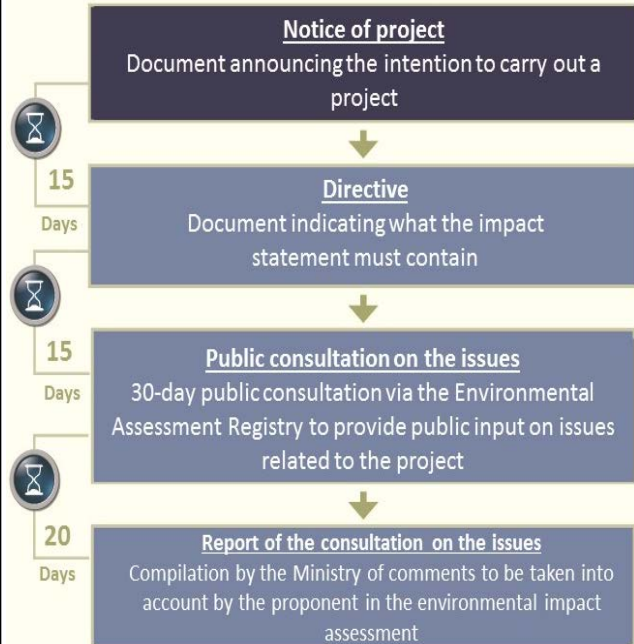 Notice of project
Document announcing the intention to carry out a
project
15
Days
Directive
Document indicating what the impact
statement must contain
15
Days
Public consultation on the issues
30-day public consultation via the Environmental
Assessment Registry to provide public input on issues
related to the project
20
Days
Report of the consultation on the issues
Compilation by the Ministry of comments to be taken into
account by the proponent in the environmental impact
assessment